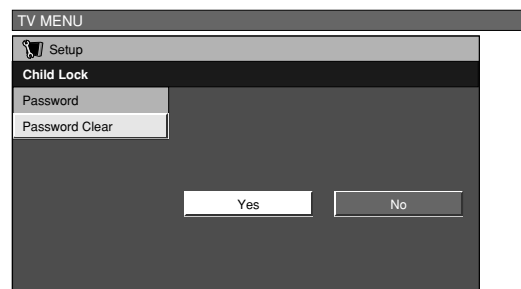 TV MENU
Setup
Child Lock
Password
Password Clear
Yes No